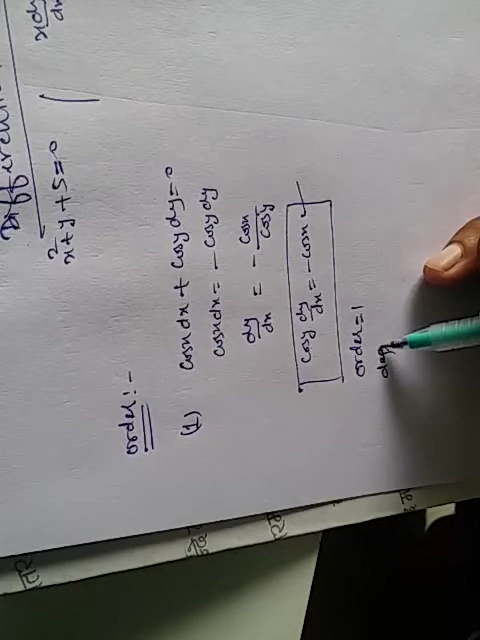 x² + y + 5 = 0
order :-
(1) cosx dx + cosy dy = 0
cosx dx = - cosy dy
dy/dx = - cosx/cosy
cosy dy/dx = - cosx
order = 1
deg